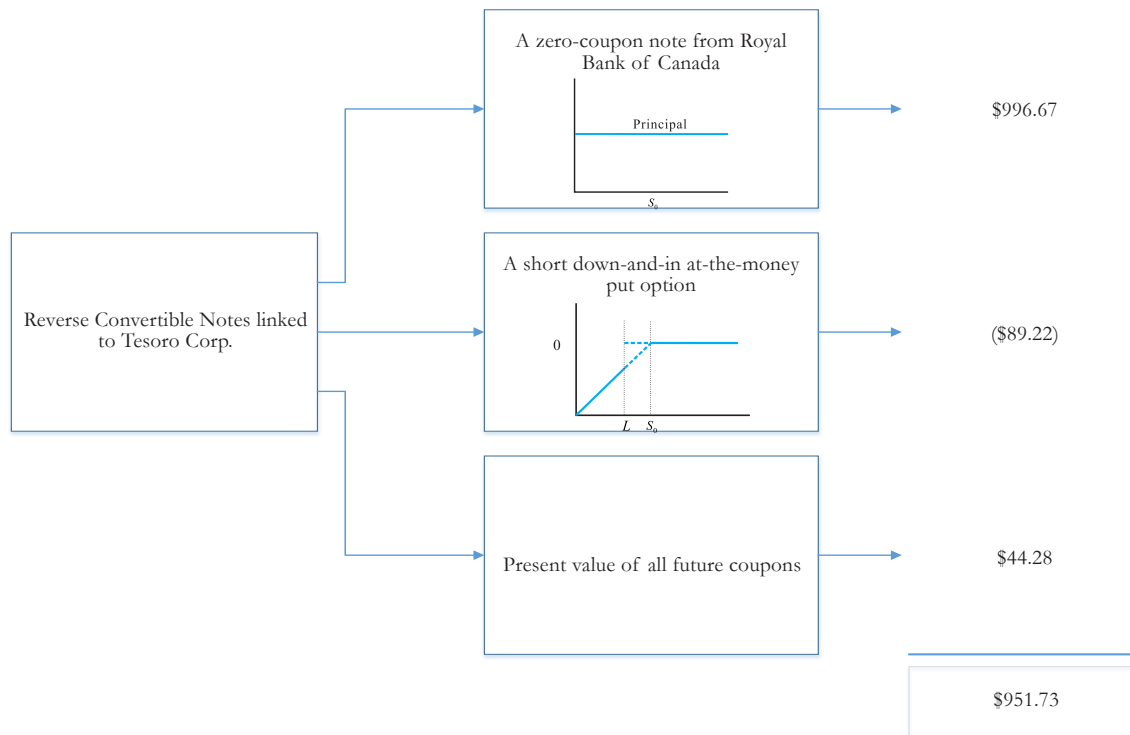 A zero-coupon note from Royal
Bank of Canada
Principal
S₀
$996.67
Reverse Convertible Notes linked
to Tesoro Corp.
A short down-and-in at-the-money
put option
0
L S₀
($89.22)
Present value of all future coupons
$44.28
$951.73